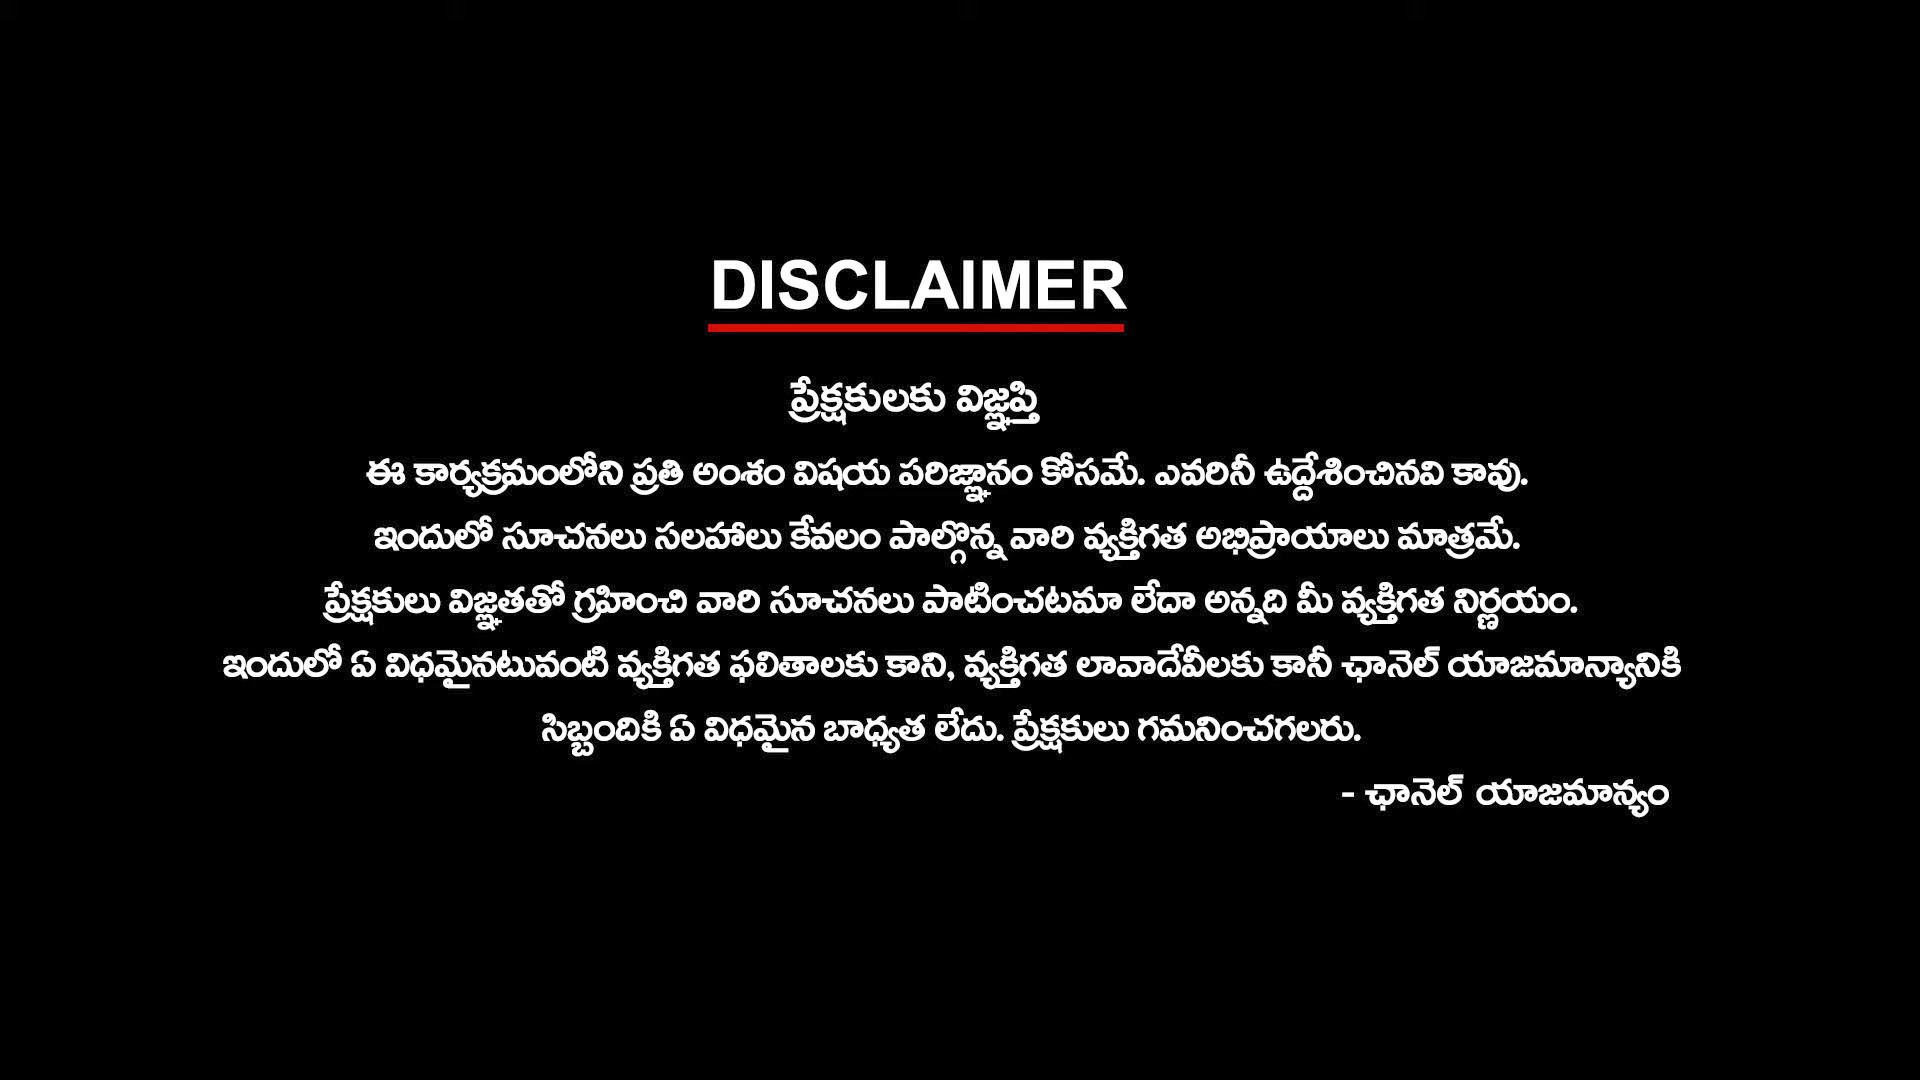 DISCLAIMER
ప్రేక్షకులకు విజ్ఞప్తి
ఈ కార్యక్రమంలోని ప్రతి అంశం విషయ పరిజ్ఞానం కోసమే. ఎవరినీ ఉద్దేశించినవి కావు.
ఇందులో సూచనలు సలహాలు కేవలం పాల్గొన్న వారి వ్యక్తిగత అభిప్రాయాలు మాత్రమే.
ప్రేక్షకులు విజ్ఞతతో గ్రహించి వారి సూచనలు పాటించటమా లేదా అన్నది మీ వ్యక్తిగత నిర్ణయం.
ఇందులో ఏ విధమైనటువంటి వ్యక్తిగత ఫలితాలకు కాని, వ్యక్తిగత లావాదేవీలకు కానీ ఛానెల్ యాజమాన్యానికి
సిబ్బందికి ఏ విధమైన బాధ్యత లేదు. ప్రేక్షకులు గమనించగలరు.
- ఛానెల్ యాజమాన్యం